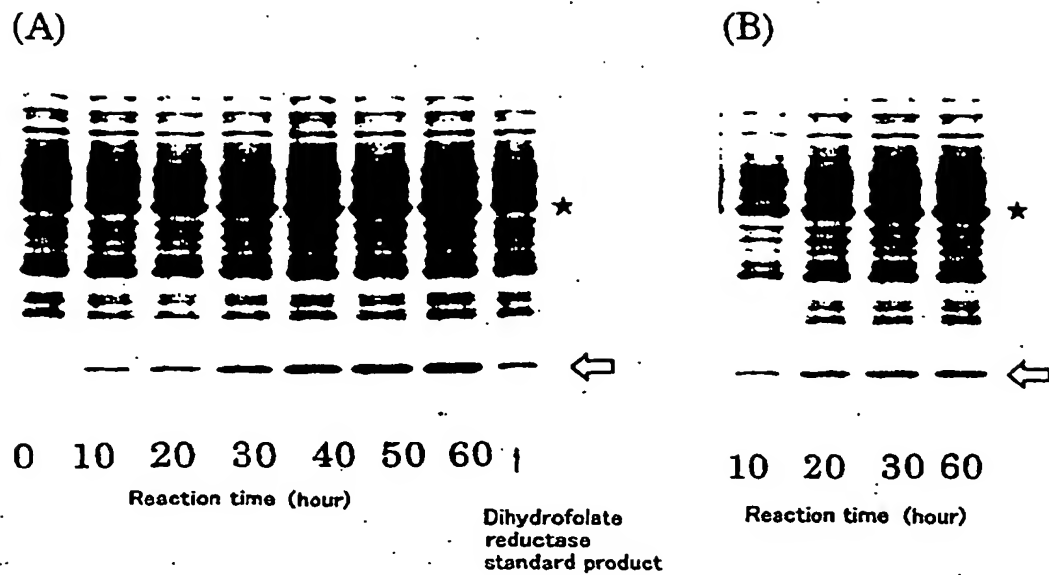 (A)
(B)
0 10 20 30 40 50 60
Reaction time (hour)
Dihydrofolate
reductase
standard product
10 20 30 60
Reaction time (hour)